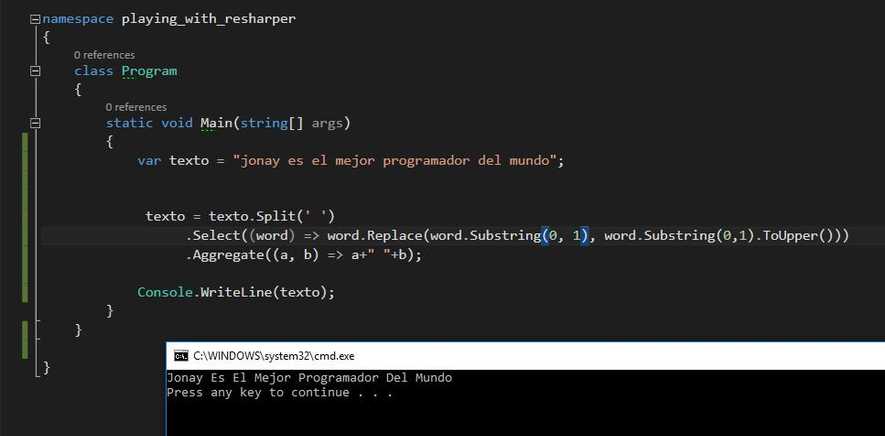 namespace playing_with_resharper
{
0 references
class Program
{
0 references
static void Main(string[] args)
{
var texto = "jonay es el mejor programador del mundo";
texto = texto.Split(' ')
.Select((word) => word.Replace(word.Substring(0, 1), word.Substring(0,1).ToUpper()))
.Aggregate((a, b) => a+" "+b);
Console.WriteLine(texto);
}
}
}
C:\WINDOWS\system32\cmd.exe
Jonay Es El Mejor Programador Del Mundo
Press any key to continue . . .